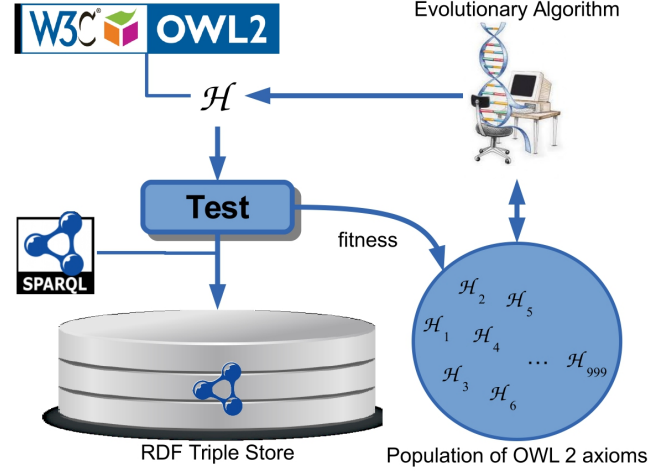 Evolutionary Algorithm
W3C® OWL2
ℋ
Test
fitness
SPARQL
ℋ2
ℋ5
ℋ1
ℋ4
… ℋ999
ℋ3
ℋ6
RDF Triple Store
Population of OWL 2 axioms